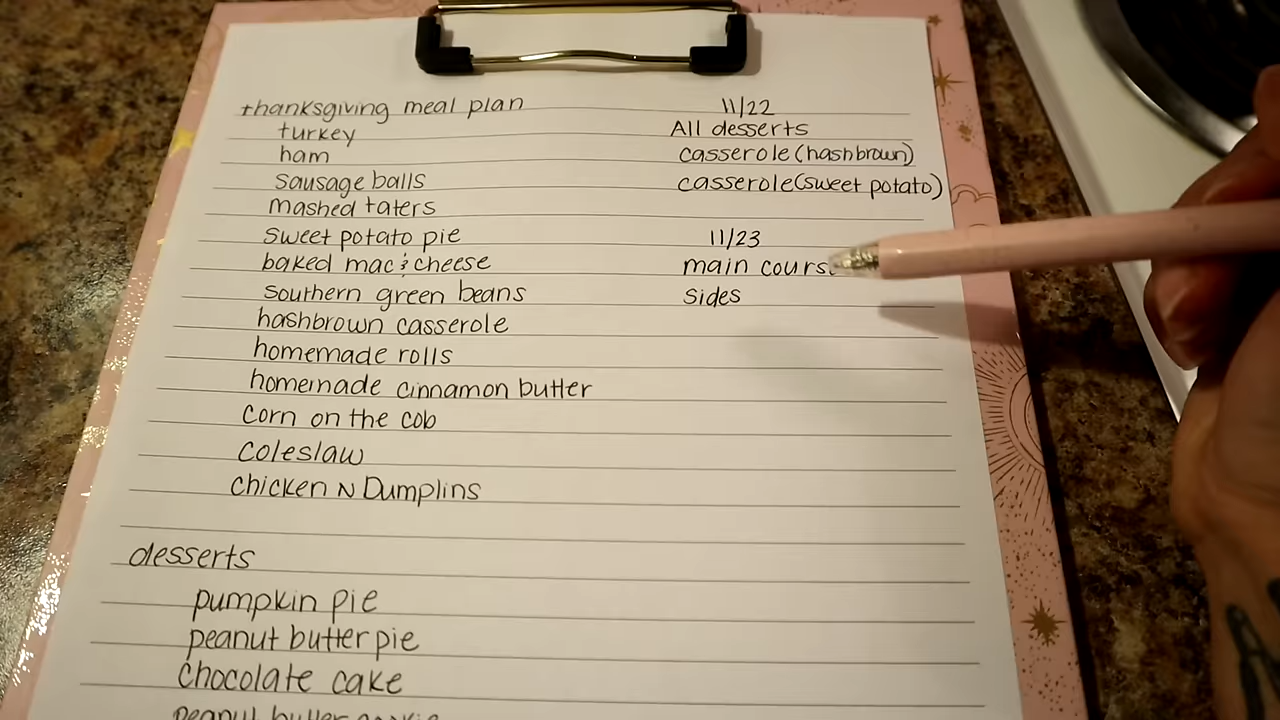 thanksgiving meal plan
turkey
ham
sausage balls
mashed taters
sweet potato pie
baked mac & cheese
southern green beans
hashbrown casserole
homemade rolls
homemade cinnamon butter
corn on the cob
coleslaw
chicken N Dumplins
desserts
pumpkin pie
peanut butter pie
chocolate cake
peanut butter
11/22
All desserts
casserole (hashbrown)
casserole (sweet potato)
11/23
main
sides